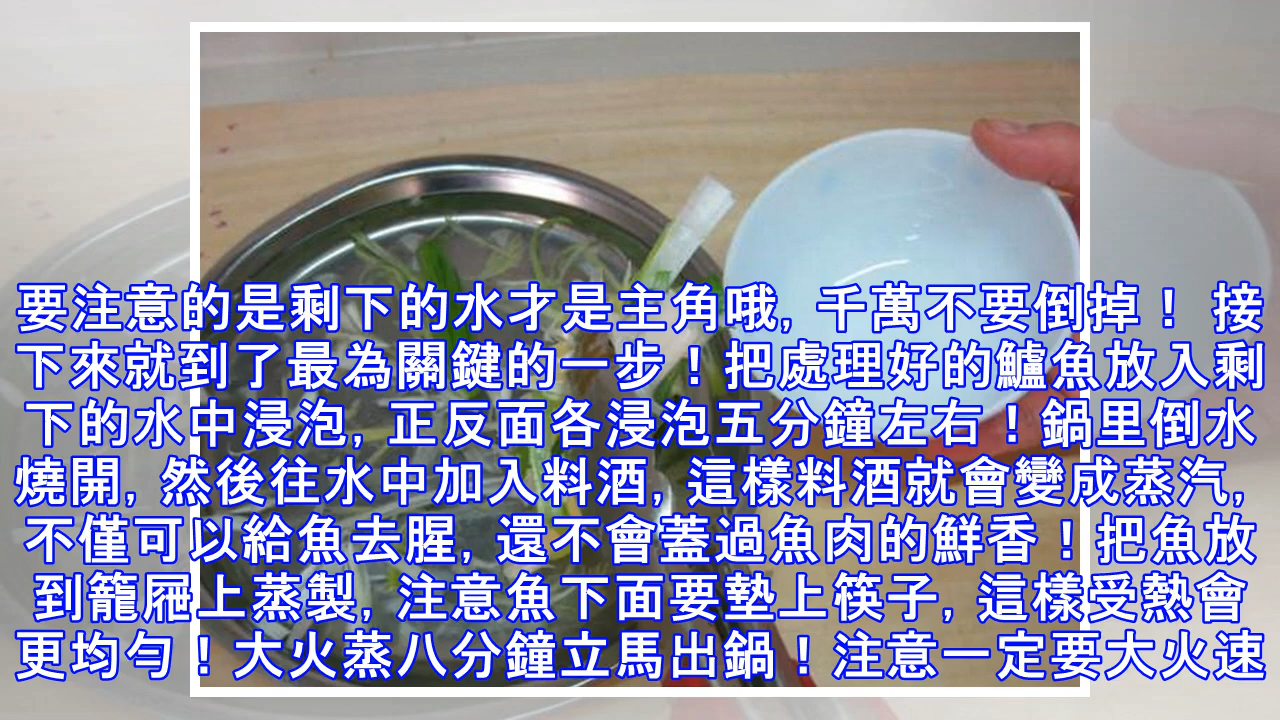 要注意的是剩下的水才是主角哦, 千萬不要倒掉！ 接
下來就到了最為關鍵的一步！把處理好的鱸魚放入剩
下的水中浸泡, 正反面各浸泡五分鐘左右！鍋里倒水
燒開, 然後往水中加入料酒, 這樣料酒就會變成蒸汽,
不僅可以給魚去腥, 還不會蓋過魚肉的鮮香！把魚放
到籠屜上蒸製, 注意魚下面要墊上筷子, 這樣受熱會
更均勻！大火蒸八分鐘立馬出鍋！注意一定要大火速